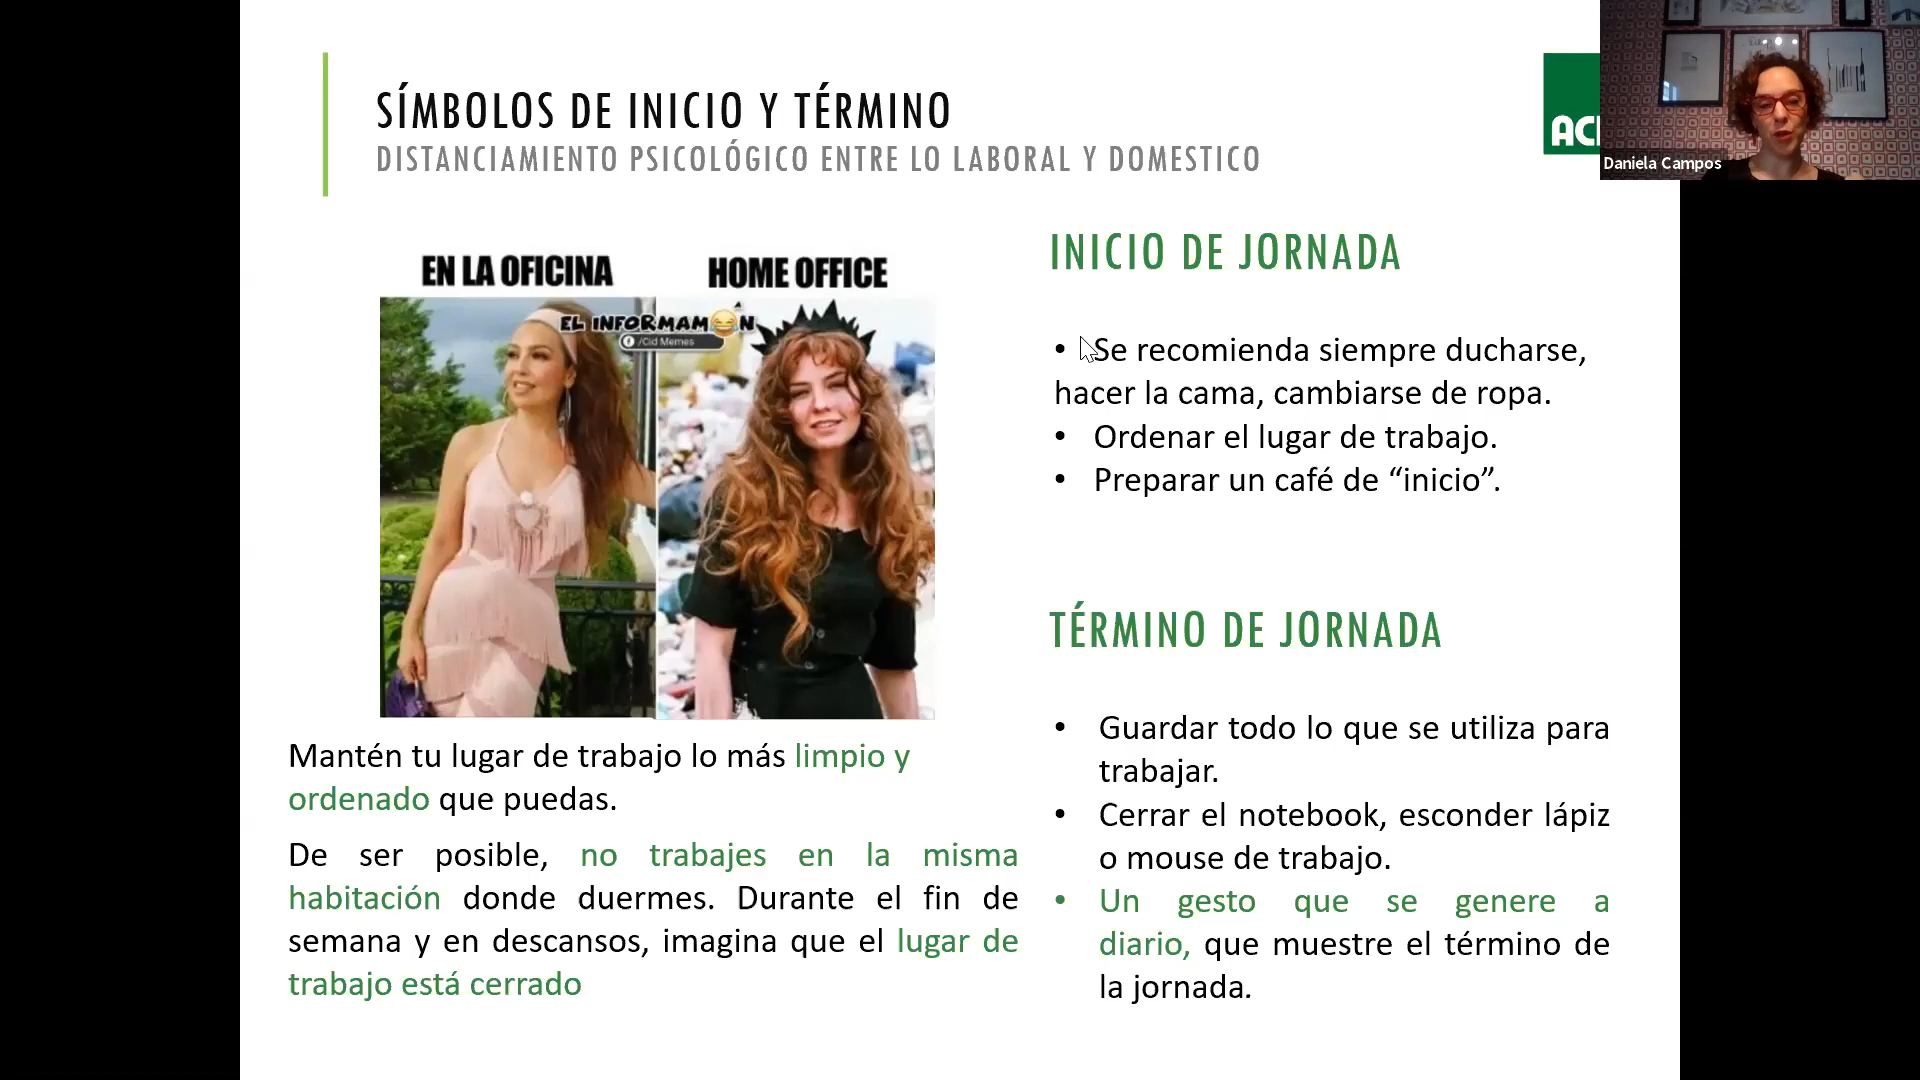 SÍMBOLOS DE INICIO Y TÉRMINO
DISTANCIAMIENTO PSICOLÓGICO ENTRE LO LABORAL Y DOMESTICO
AC
Daniela Campos
EN LA OFICINA
HOME OFFICE
EL INFORMAM😂N
/Cid Memes
Mantén tu lugar de trabajo lo más limpio y
ordenado que puedas.
De ser posible, no trabajes en la misma
habitación donde duermes. Durante el fin de
semana y en descansos, imagina que el lugar de
trabajo está cerrado
INICIO DE JORNADA
• Se recomienda siempre ducharse,
hacer la cama, cambiarse de ropa.
• Ordenar el lugar de trabajo.
• Preparar un café de “inicio”.
TÉRMINO DE JORNADA
• Guardar todo lo que se utiliza para
trabajar.
• Cerrar el notebook, esconder lápiz
o mouse de trabajo.
• Un gesto que se genere a
diario, que muestre el término de
la jornada.